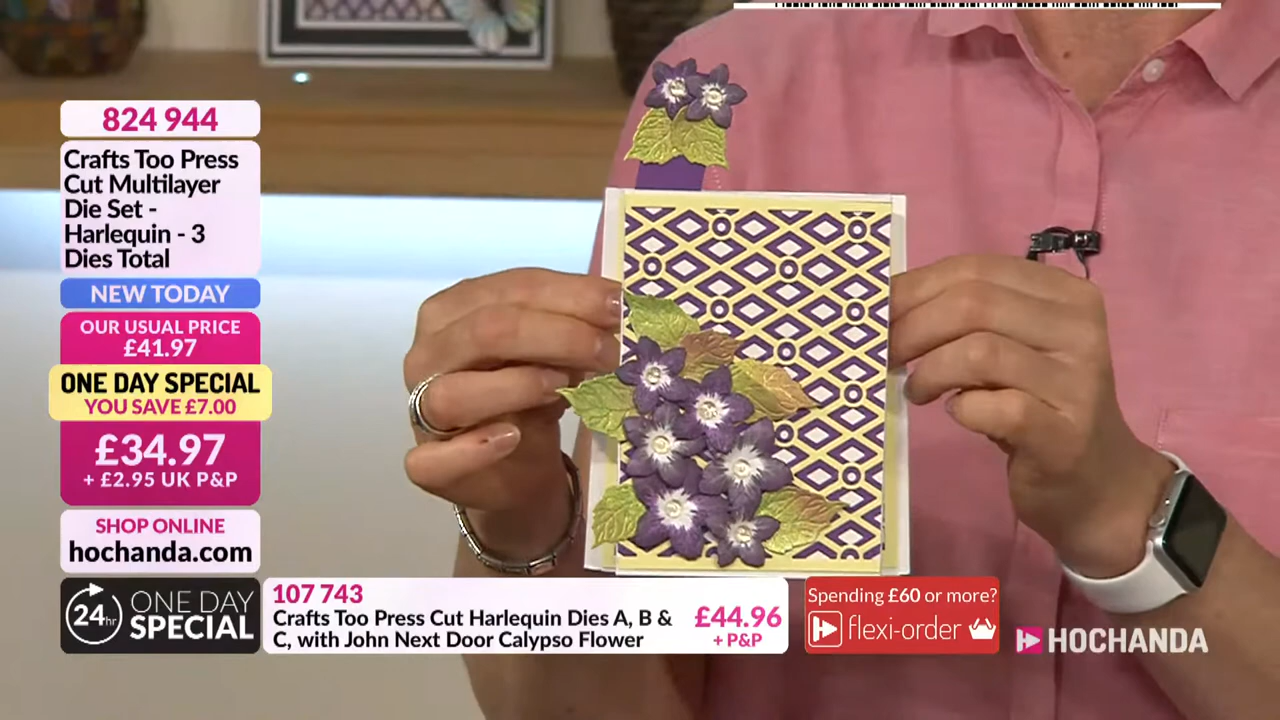 824 944
Crafts Too Press
Cut Multilayer
Die Set -
Harlequin - 3
Dies Total
NEW TODAY
OUR USUAL PRICE
£41.97
ONE DAY SPECIAL
YOU SAVE £7.00
£34.97
+ £2.95 UK P&P
SHOP ONLINE
hochanda.com
24hr
ONE DAY
SPECIAL
107 743
Crafts Too Press Cut Harlequin Dies A, B &
C, with John Next Door Calypso Flower
£44.96
+ P&P
Spending £60 or more?
flexi-order
HOCHANDA